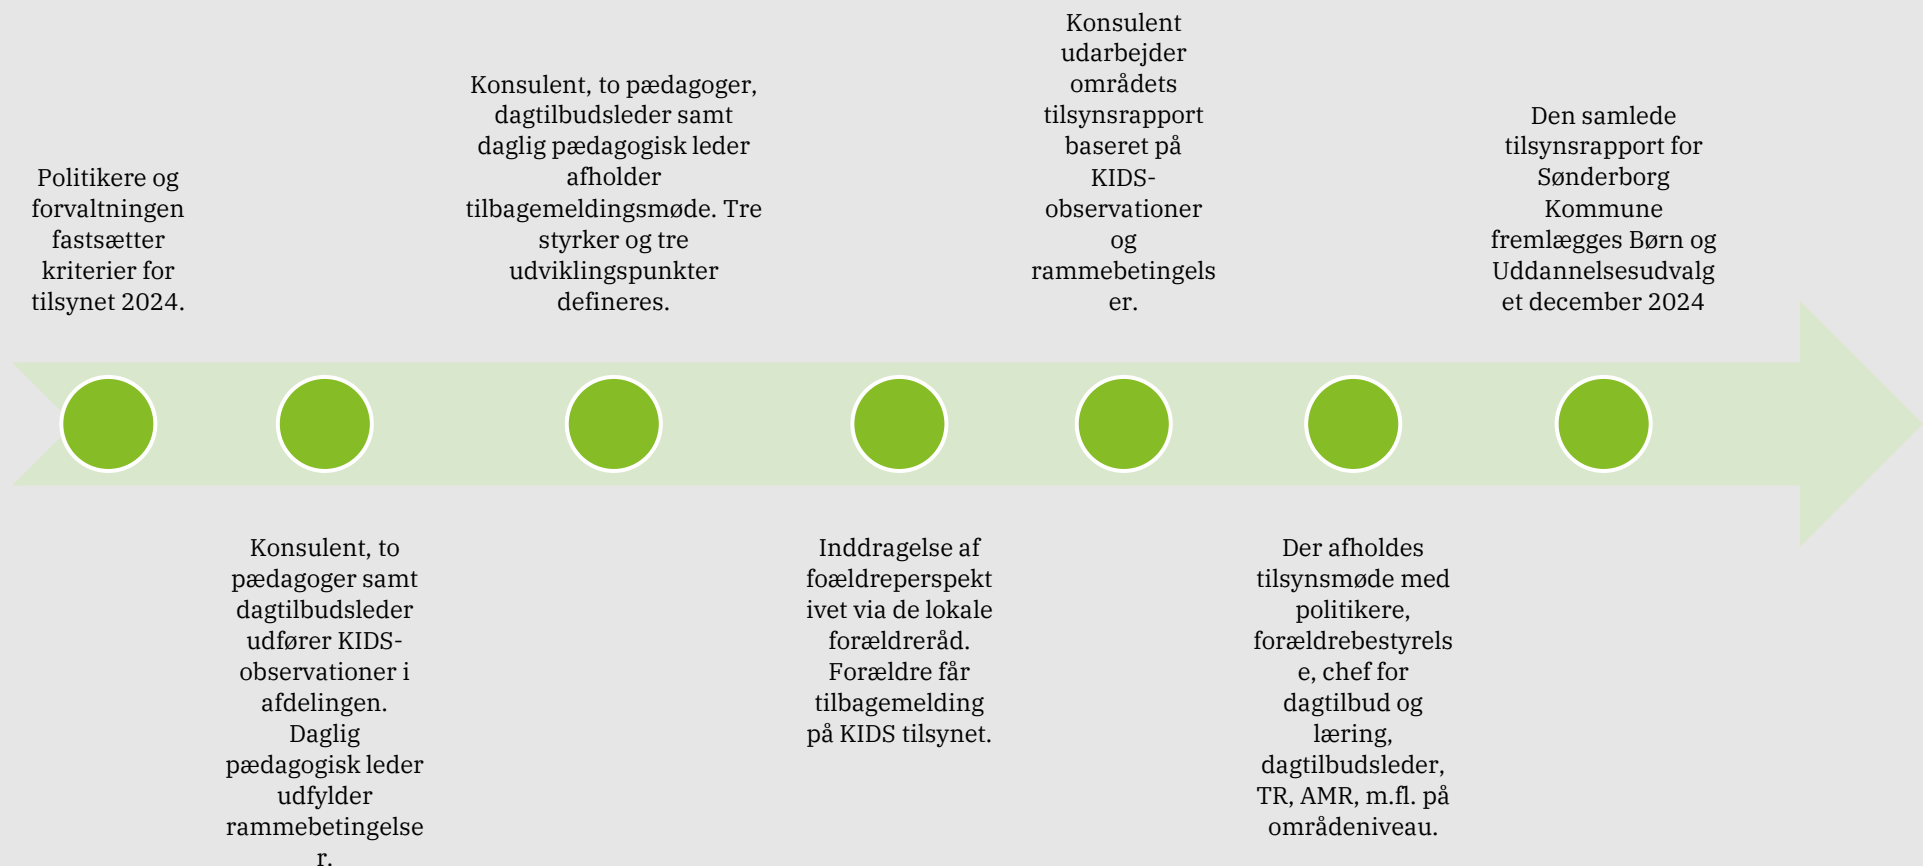 Politikere og
forvaltningen
fastsætter
kriterier for
tilsynet 2024.
Konsulent, to
pædagoger samt
dagtilbudsleder
udfører KIDS-
observationer i
afdelingen.
Daglig
pædagogisk leder
udfylder
rammebetingelse
r.
Konsulent, to pædagoger,
dagtilbudsleder samt
daglig pædagogisk leder
afholder
tilbagemeldingsmøde. Tre
styrker og tre
udviklingspunkter
defineres.
Inddragelse af
foældreperspekt
ivet via de lokale
forældreråd.
Forældre får
tilbagemelding
på KIDS tilsynet.
Konsulent
udarbejder
områdets
tilsynsrapport
baseret på
KIDS-
observationer
og
rammebetingels
er.
Der afholdes
tilsynsmøde med
politikere,
forældrebestyrels
e, chef for
dagtilbud og
læring,
dagtilbudsleder,
TR, AMR, m.fl. på
områdeniveau.
Den samlede
tilsynsrapport for
Sønderborg
Kommune
fremlægges Børn og
Uddannelsesudvalg
et december 2024